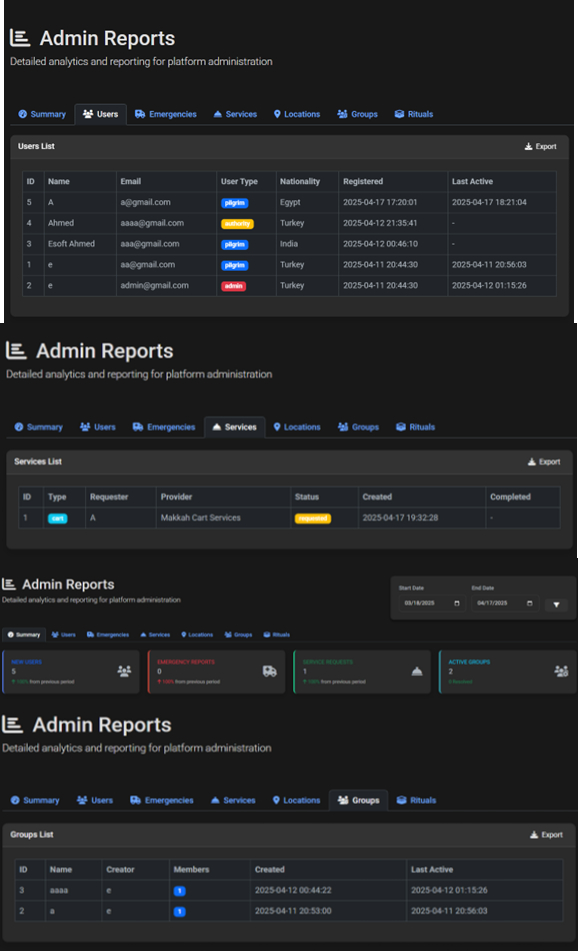 Admin Reports
Detailed analytics and reporting for platform administration
Summary Users Emergencies Services Locations Groups Rituals
Users List Export
ID Name Email User Type Nationality Registered Last Active
5 A a@gmail.com pilgrim Egypt 2025-04-17 17:20:01 2025-04-17 18:21:04
4 Ahmed aaaa@gmail.com authority Turkey 2025-04-12 21:35:41 -
3 Esoft Ahmed aaa@gmail.com pilgrim India 2025-04-12 00:46:10 -
1 e aa@gmail.com pilgrim Turkey 2025-04-11 20:44:30 2025-04-11 20:56:03
2 e admin@gmail.com admin Turkey 2025-04-11 20:44:30 2025-04-12 01:15:26
Admin Reports
Detailed analytics and reporting for platform administration
Summary Users Emergencies Services Locations Groups Rituals
Services List Export
ID Type Requester Provider Status Created Completed
1 cart A Makkah Cart Services requested 2025-04-17 19:32:28 -
Admin Reports
Detailed analytics and reporting for platform administration
Start Date End Date
03/18/2025 04/17/2025
Summary Users Emergencies Services Locations Groups Rituals
NEW USERS EMERGENCY REPORTS SERVICE REQUESTS ACTIVE GROUPS
5 0 1 2
↑ 100% from previous period ↑ 100% from previous period ↑ 100% from previous period
Admin Reports
Detailed analytics and reporting for platform administration
Summary Users Emergencies Services Locations Groups Rituals
Groups List Export
ID Name Creator Members Created Last Active
3 aaaa e 1 2025-04-12 00:44:22 2025-04-12 01:15:26
2 a e 1 2025-04-11 20:53:00 2025-04-11 20:56:03